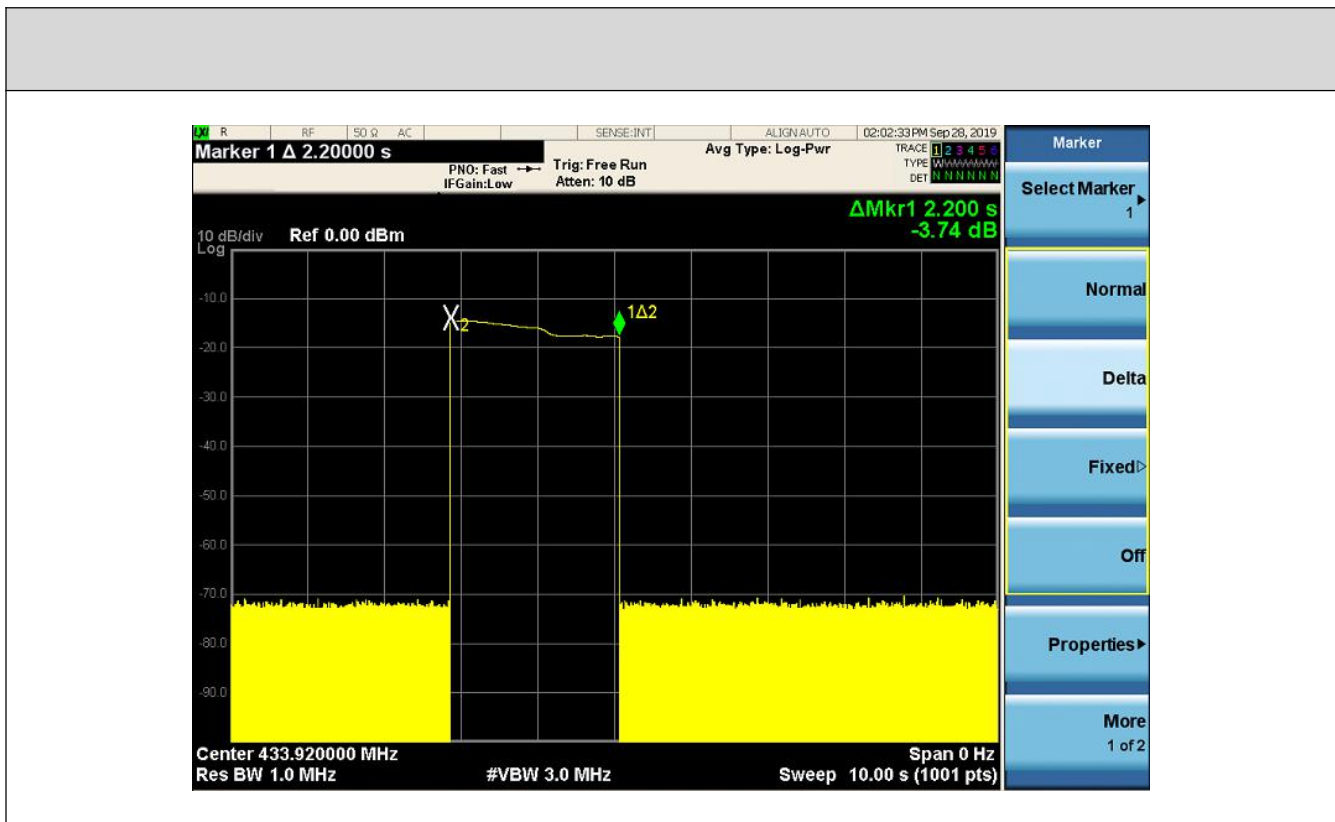 LXI R RF 50 Ω AC SENSE:INT ALIGN AUTO 02:02:33 PM Sep 28, 2019
Marker 1 Δ 2.20000 s
PNO: Fast
IFGain:Low
Trig: Free Run
Atten: 10 dB
Avg Type: Log-Pwr
TRACE 1 2 3 4 5 6
TYPE
DET N N N N N N
ΔMkr1 2.200 s
-3.74 dB
10 dB/div Ref 0.00 dBm
Log
-10.0
-20.0
-30.0
-40.0
-50.0
-60.0
-70.0
-80.0
-90.0
X2
1Δ2
Center 433.920000 MHz Span 0 Hz
Res BW 1.0 MHz #VBW 3.0 MHz Sweep 10.00 s (1001 pts)
Marker
Select Marker
1
Normal
Delta
Fixed
Off
Properties
More
1 of 2